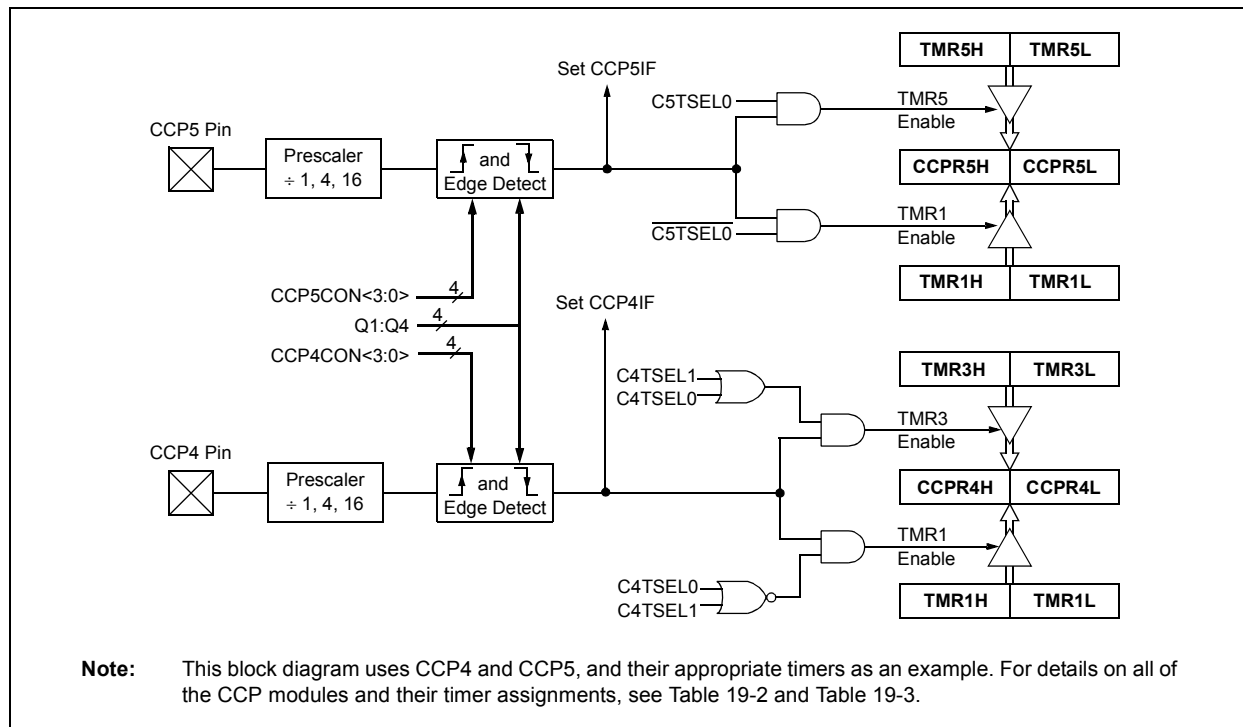 TMR5H TMR5L
Set CCP5IF
C5TSEL0
TMR5
Enable
CCP5 Pin
Prescaler
÷ 1, 4, 16
and
Edge Detect
CCPR5H CCPR5L
C5TSEL0
TMR1
Enable
TMR1H TMR1L
CCP5CON<3:0>
4
Q1:Q4
4
CCP4CON<3:0>
4
Set CCP4IF
TMR3H TMR3L
C4TSEL1
C4TSEL0
TMR3
Enable
CCP4 Pin
Prescaler
÷ 1, 4, 16
and
Edge Detect
CCPR4H CCPR4L
TMR1
Enable
C4TSEL0
C4TSEL1
TMR1H TMR1L
Note: This block diagram uses CCP4 and CCP5, and their appropriate timers as an example. For details on all of
the CCP modules and their timer assignments, see Table 19-2 and Table 19-3.